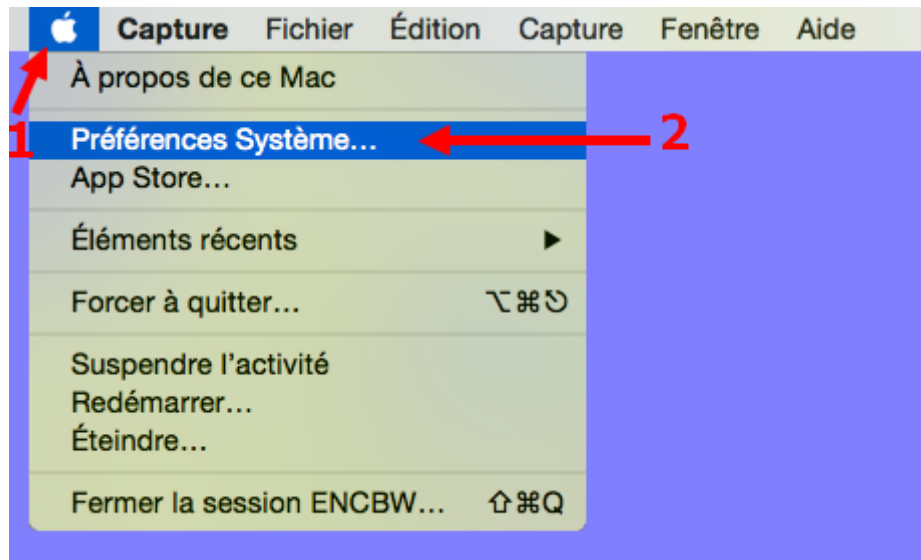 Capture Fichier Édition Capture Fenêtre Aide
À propos de ce Mac
1
Préférences Système... 2
App Store...
Éléments récents ▶
Forcer à quitter... ⌥⌘⎋
Suspendre l’activité
Redémarrer...
Éteindre...
Fermer la session ENCBW... ⇧⌘Q